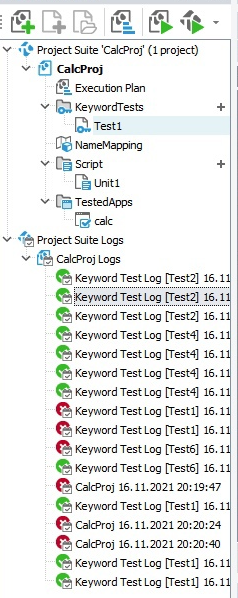 Project Suite 'CalcProj' (1 project)
CalcProj
Execution Plan
KeywordTests
Test1
NameMapping
Script
Unit1
TestedApps
calc
Project Suite Logs
CalcProj Logs
Keyword Test Log [Test2] 16.11
Keyword Test Log [Test2] 16.11
Keyword Test Log [Test2] 16.11
Keyword Test Log [Test4] 16.11
Keyword Test Log [Test4] 16.11
Keyword Test Log [Test4] 16.11
Keyword Test Log [Test4] 16.11
Keyword Test Log [Test1] 16.11
Keyword Test Log [Test1] 16.11
Keyword Test Log [Test6] 16.11
Keyword Test Log [Test6] 16.11
CalcProj 16.11.2021 20:19:47
Keyword Test Log [Test1] 16.11
CalcProj 16.11.2021 20:20:24
CalcProj 16.11.2021 20:20:40
Keyword Test Log [Test1] 16.11
Keyword Test Log [Test1] 16.11